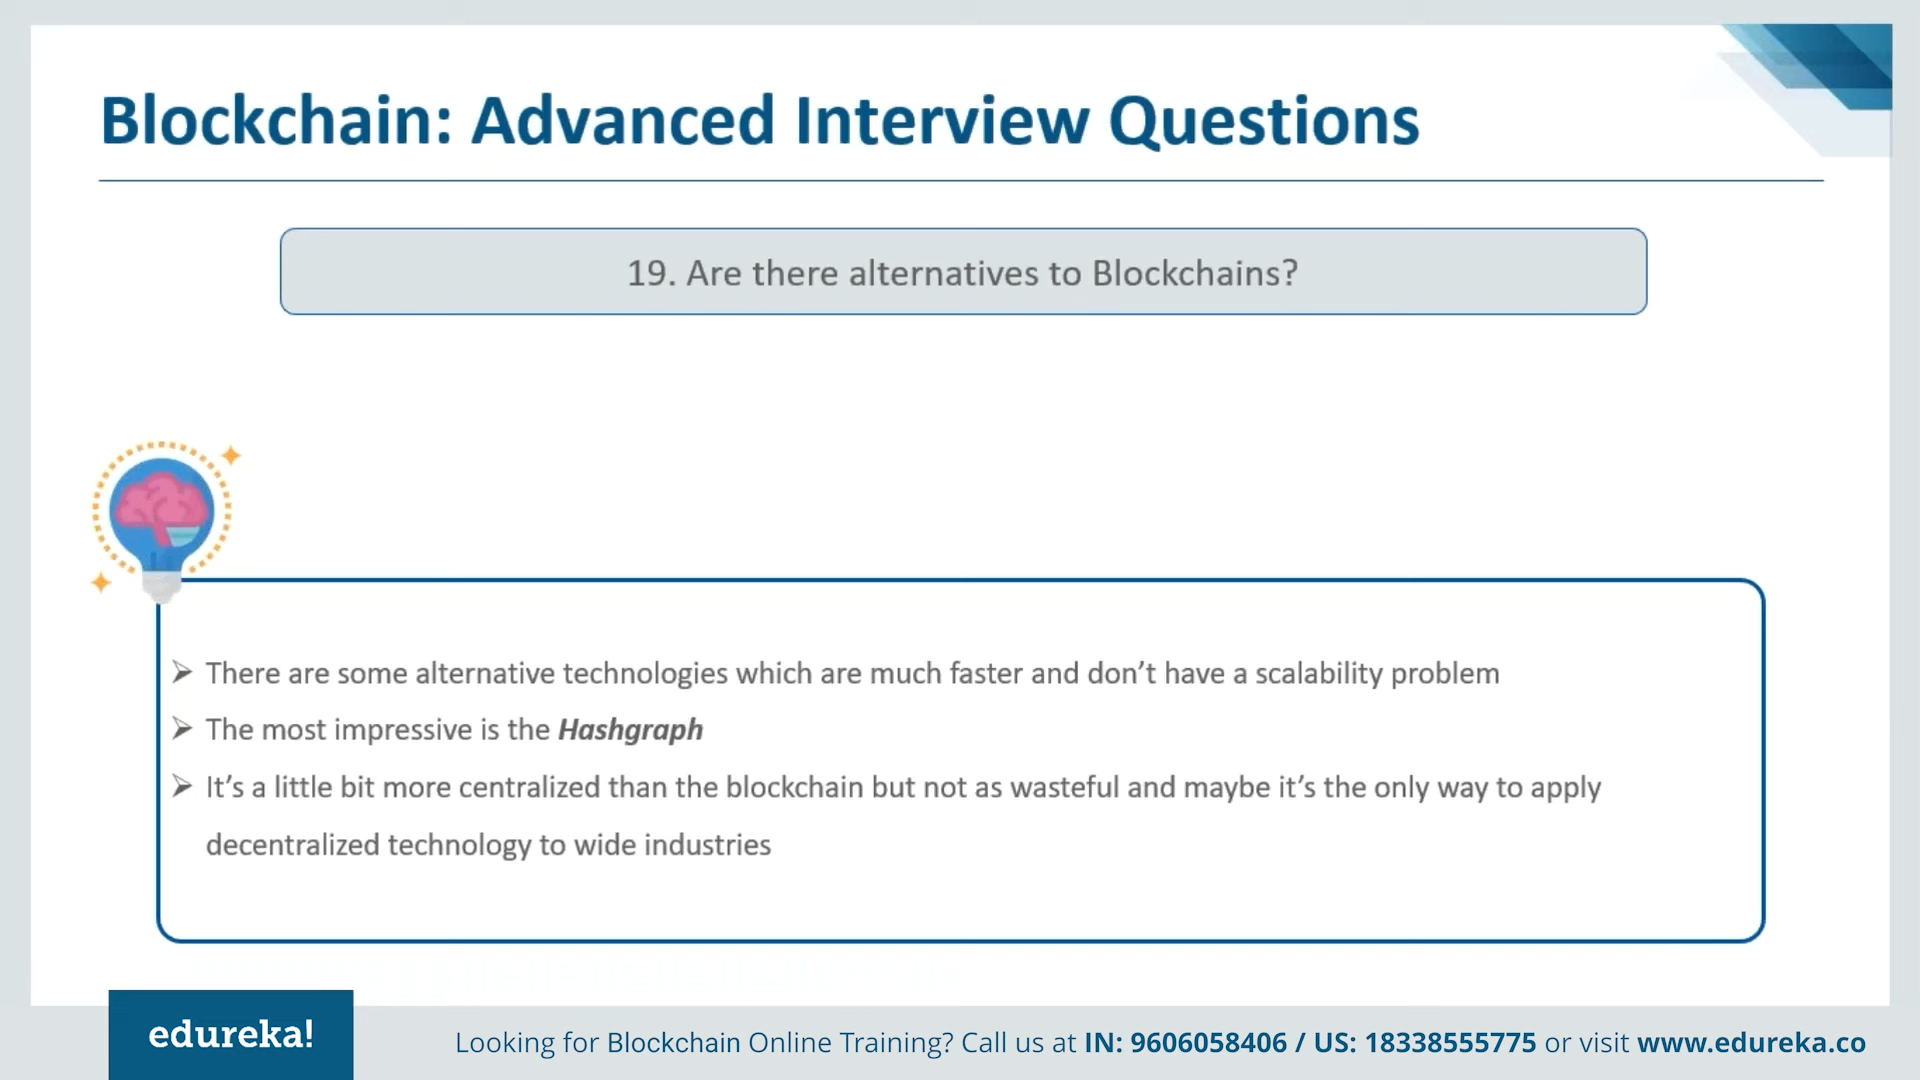 Blockchain: Advanced Interview Questions
19. Are there alternatives to Blockchains?
➢ There are some alternative technologies which are much faster and don’t have a scalability problem
➢ The most impressive is the Hashgraph
➢ It’s a little bit more centralized than the blockchain but not as wasteful and maybe it’s the only way to apply
decentralized technology to wide industries
edureka!
Looking for Blockchain Online Training? Call us at IN: 9606058406 / US: 18338555775 or visit www.edureka.co